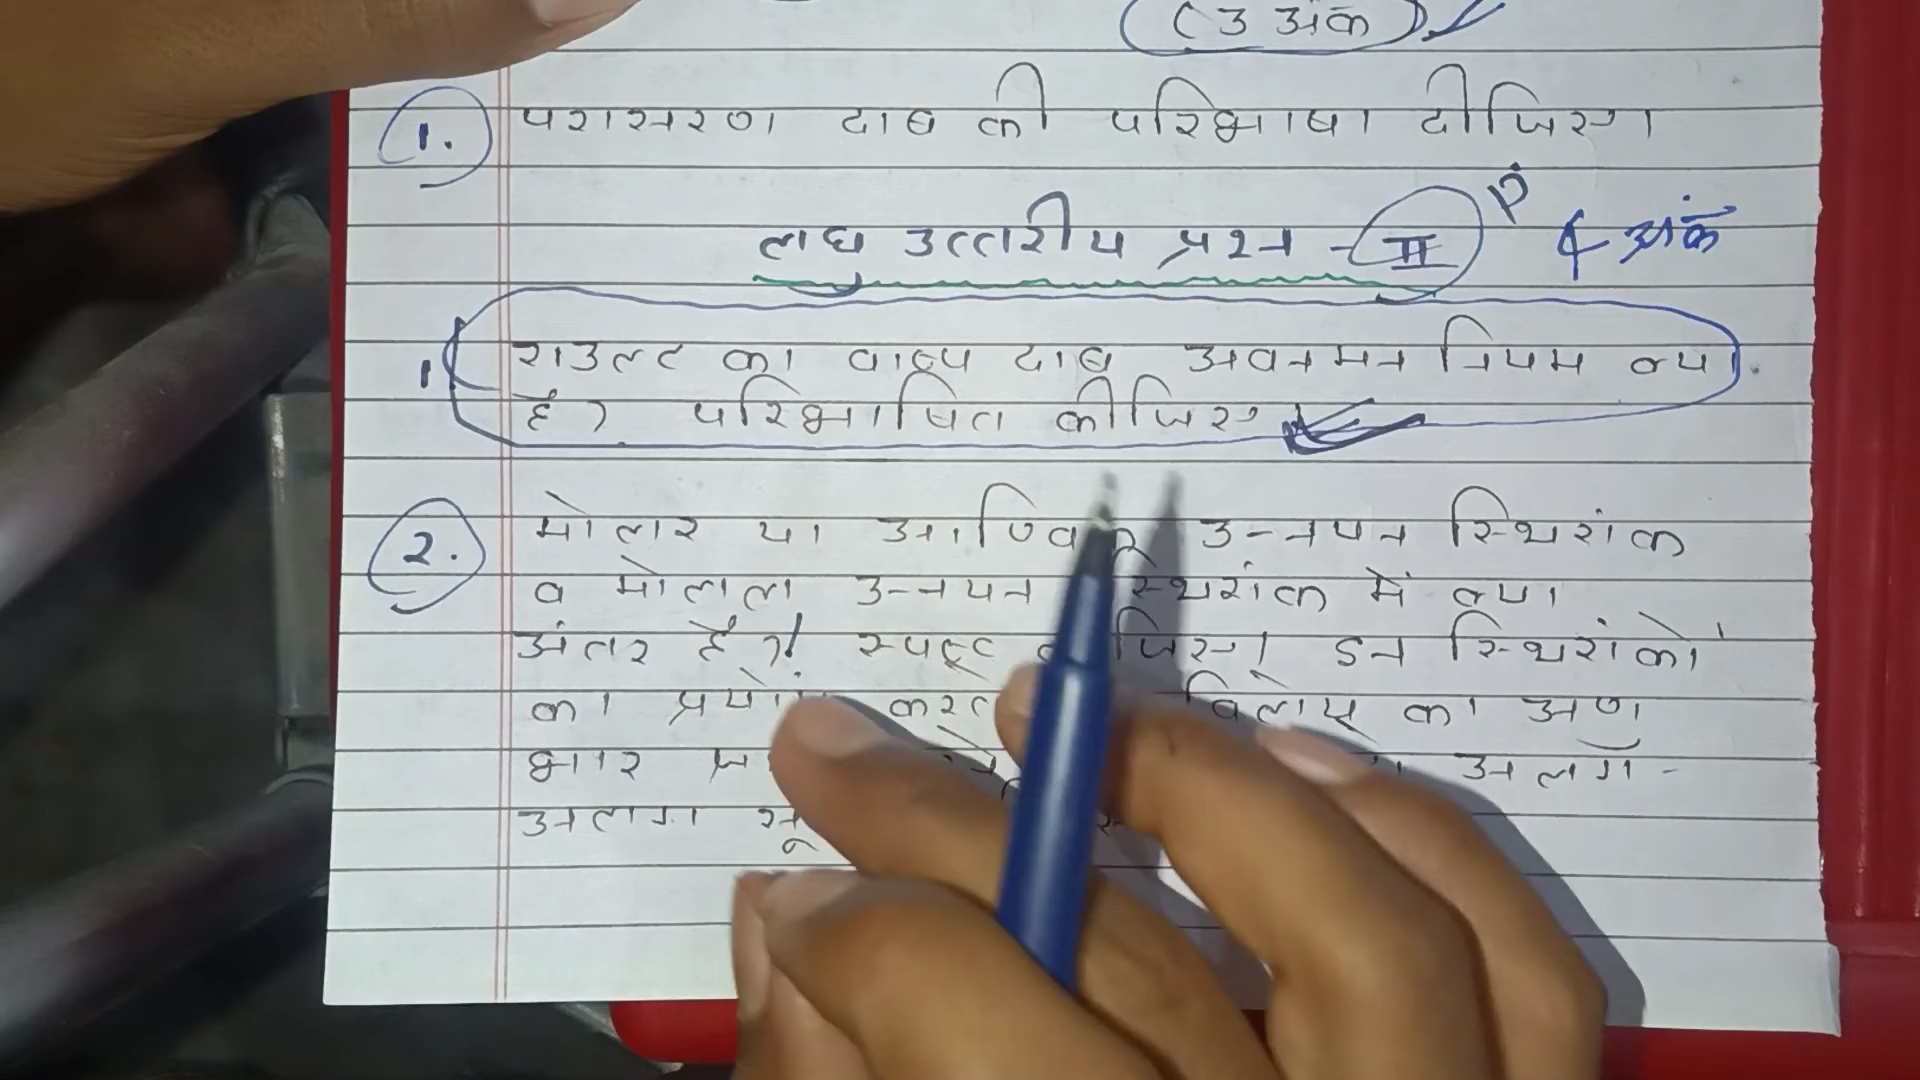 (3 अंक)
1. परासरण दाब की परिभाषा दीजिए।
लघु उत्तरीय प्रश्न - II
4 अंक
1 राउल्ट का वाष्प दाब अवनमन नियम क्या
है? परिभाषित कीजिए
2. मोलर या आण्विक उन्नयन स्थिरांक
व मोलल उन्नयन स्थिरांक में क्या
अंतर है? स्पष्ट कीजिए। इन स्थिरांकों
का प्रयोग विलेय का अणु
भार अलग-
अलग